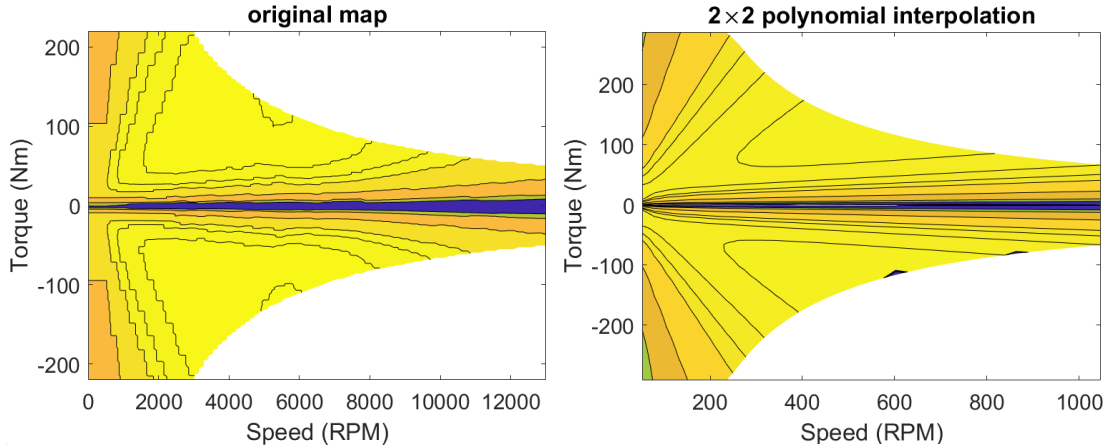 original map
200
100
0
-100
-200
Torque (Nm)
0 2000 4000 6000 8000 10000 12000
Speed (RPM)
2×2 polynomial interpolation
200
100
0
-100
-200
Torque (Nm)
200 400 600 800 1000
Speed (RPM)